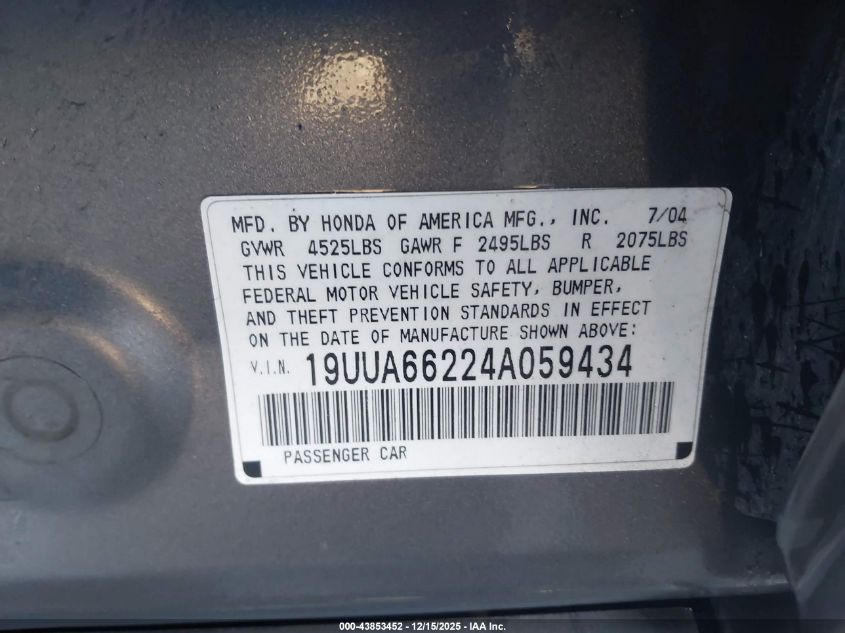 MFD. BY HONDA OF AMERICA MFG., INC. 7/04
GVWR 4525LBS GAWR F 2495LBS R 2075LBS
THIS VEHICLE CONFORMS TO ALL APPLICABLE
FEDERAL MOTOR VEHICLE SAFETY, BUMPER,
AND THEFT PREVENTION STANDARDS IN EFFECT
ON THE DATE OF MANUFACTURE SHOWN ABOVE:
V.I.N. 19UUA66224A059434
PASSENGER CAR
000-43853452 - 12/15/2025 - IAA Inc.